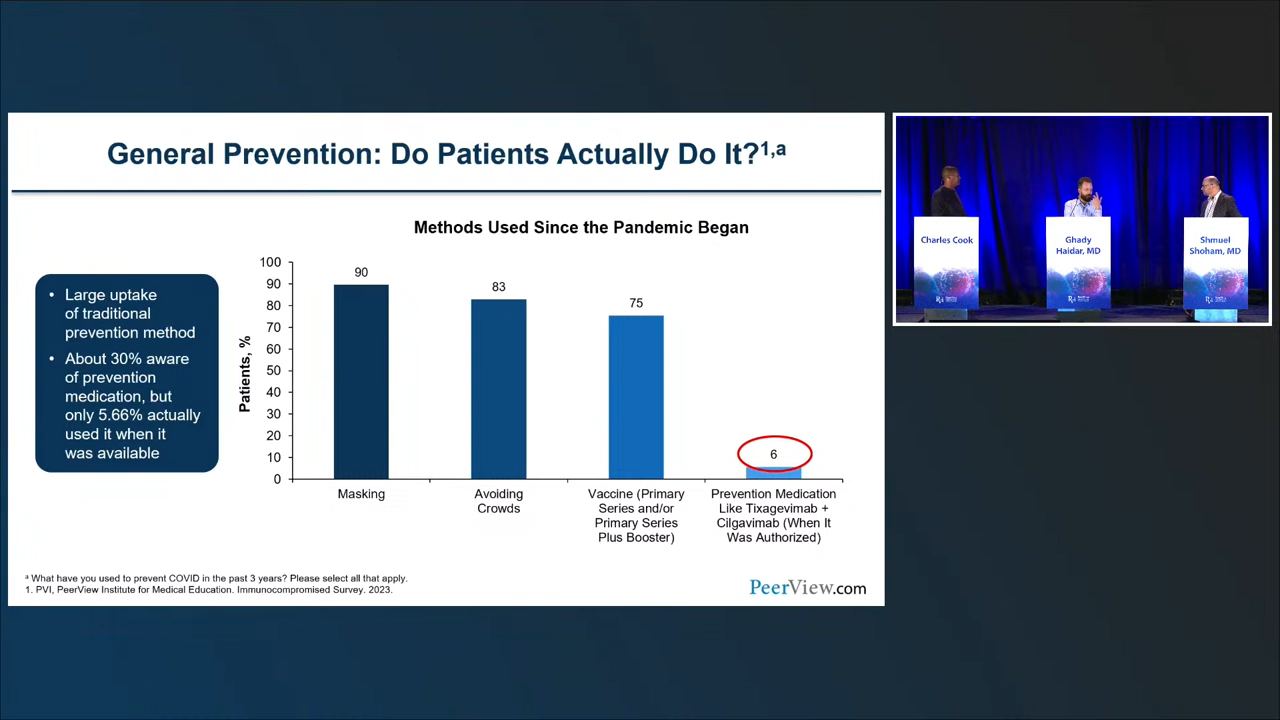 General Prevention: Do Patients Actually Do It?1,a
Large uptake
of traditional
prevention method
About 30% aware
of prevention
medication, but
only 5.66% actually
used it when it
was available
Methods Used Since the Pandemic Began
Patients, %
100
90
80
70
60
50
40
30
20
10
0
90
83
75
6
Masking
Avoiding
Crowds
Vaccine (Primary
Series and/or
Primary Series
Plus Booster)
Prevention Medication
Like Tixagevimab +
Cilgavimab (When It
Was Authorized)
a What have you used to prevent COVID in the past 3 years? Please select all that apply.
1. PVI, PeerView Institute for Medical Education. Immunocompromised Survey. 2023.
PeerView.com
Charles Cook
Ghady
Haidar, MD
Shmuel
Shoham, MD